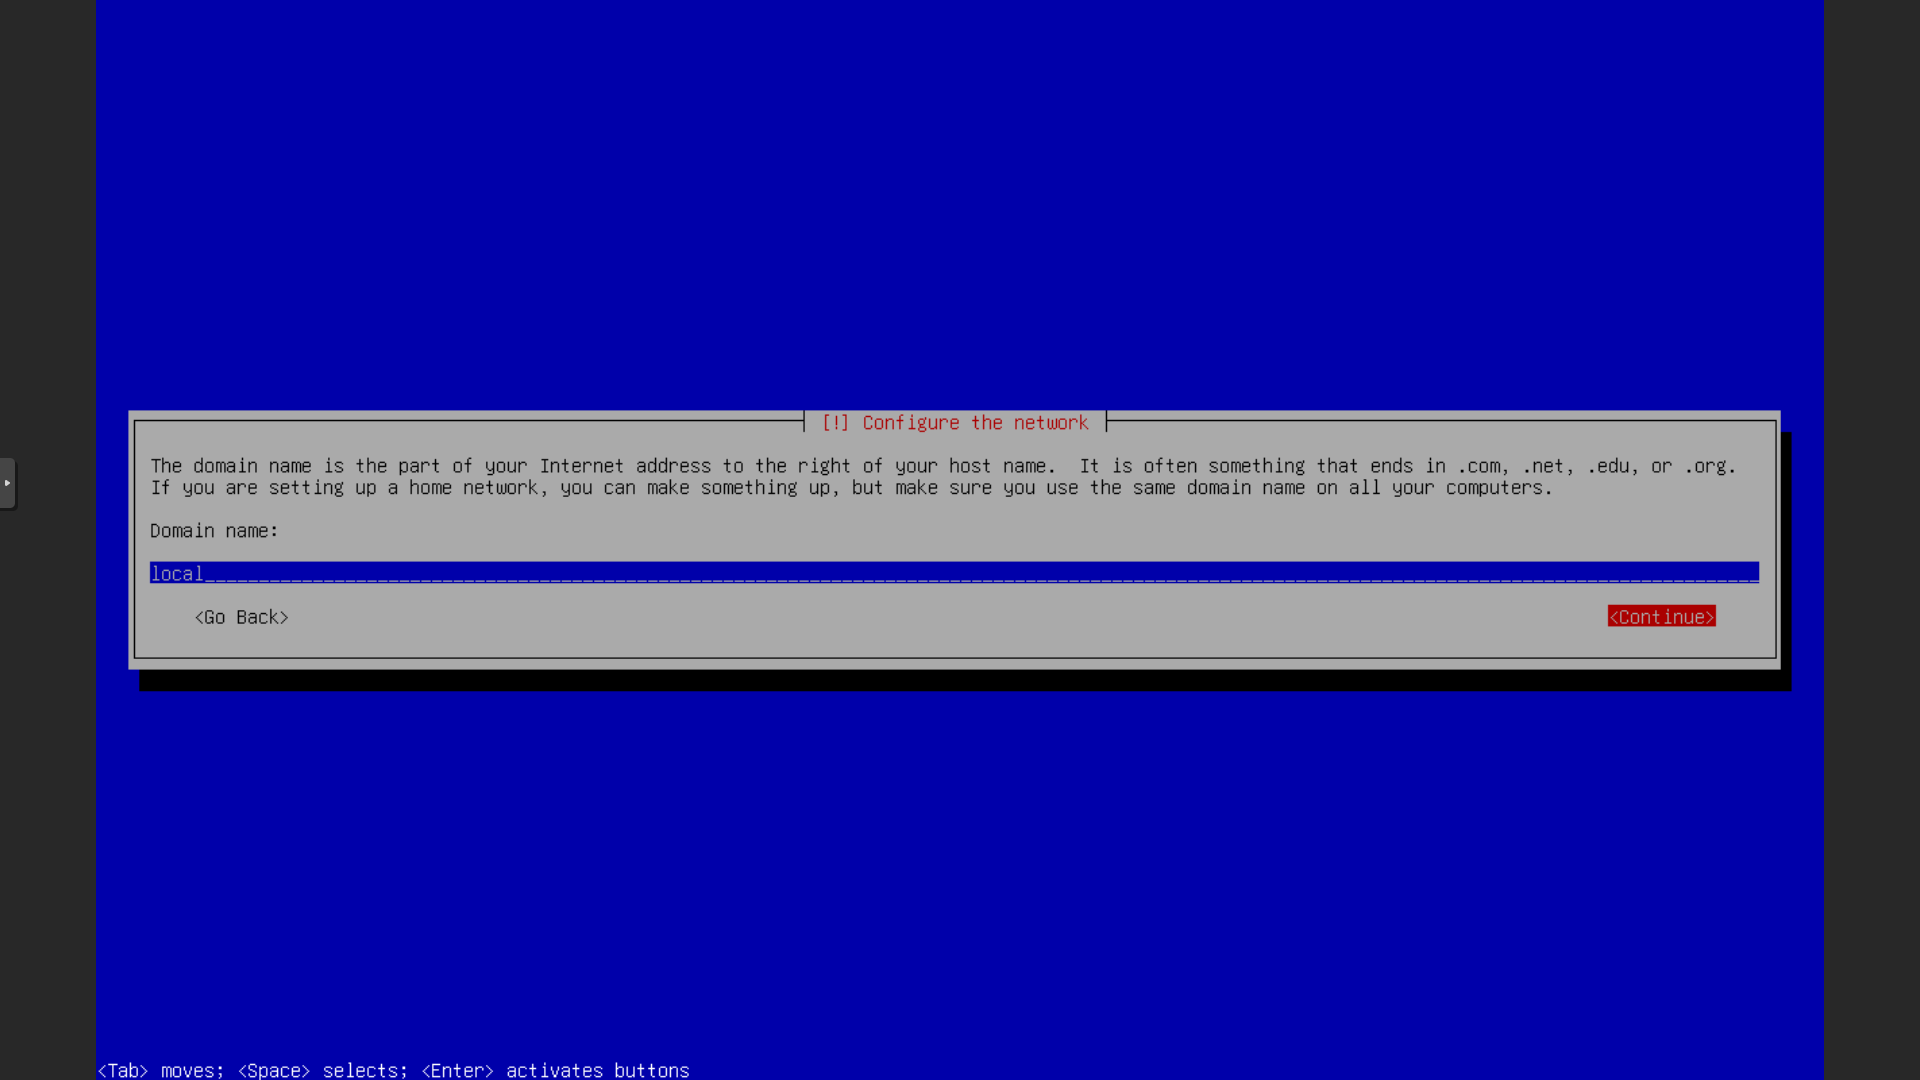 [!] Configure the network
The domain name is the part of your Internet address to the right of your host name.  It is often something that ends in .com, .net, .edu, or .org.
If you are setting up a home network, you can make something up, but make sure you use the same domain name on all your computers.
Domain name:
local
<Go Back> <Continue>
<Tab> moves; <Space> selects; <Enter> activates buttons